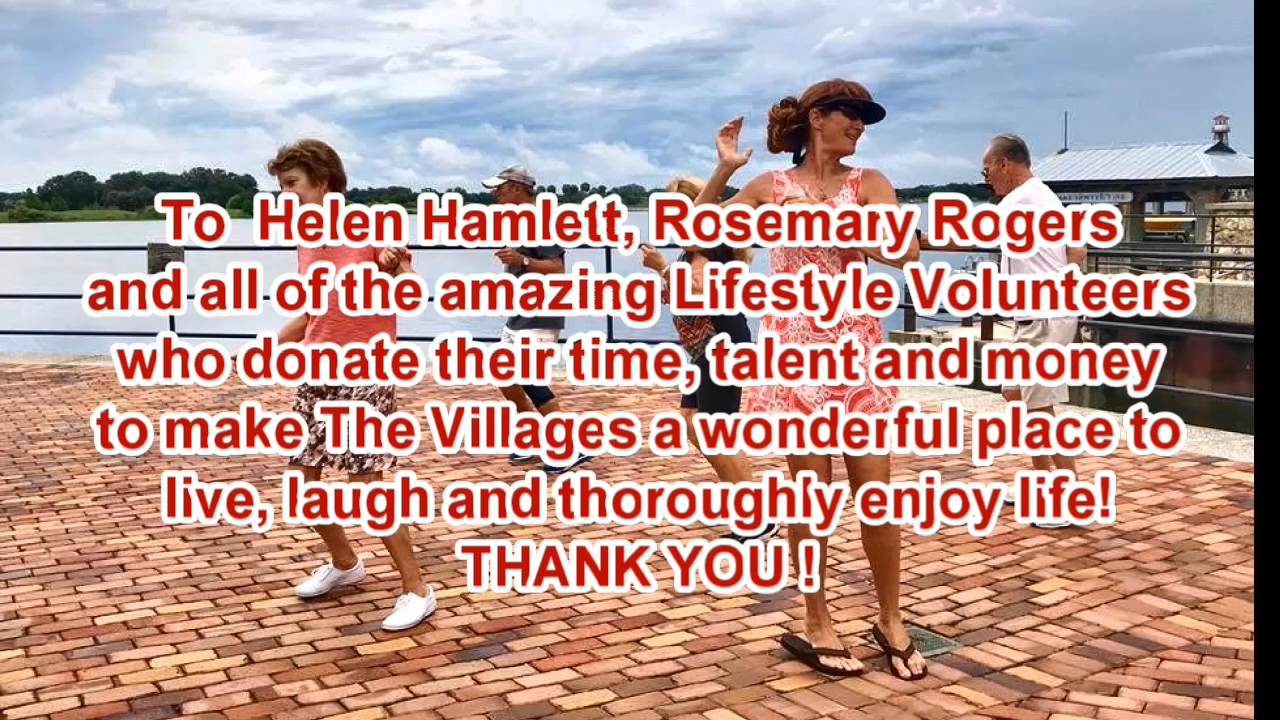 To Helen Hamlett, Rosemary Rogers
and all of the amazing Lifestyle Volunteers
who donate their time, talent and money
to make The Villages a wonderful place to
live, laugh and thoroughly enjoy life!
THANK YOU !